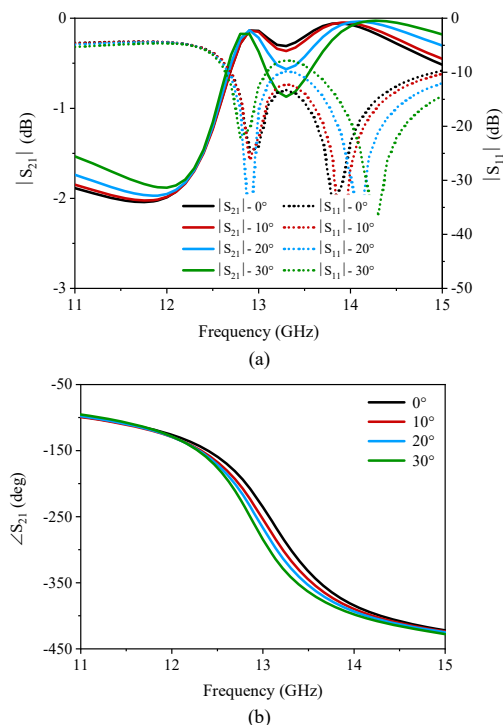 0
-1
-2
-3
|S21| (dB)
0
-10
-20
-30
-40
-50
|S11| (dB)
|S21|- 0° |S11|- 0°
|S21|- 10° |S11|- 10°
|S21|- 20° |S11|- 20°
|S21|- 30° |S11|- 30°
11 12 13 14 15
Frequency (GHz)
(a)
-50
-150
-250
-350
-450
∠S21 (deg)
0°
10°
20°
30°
11 12 13 14 15
Frequency (GHz)
(b)